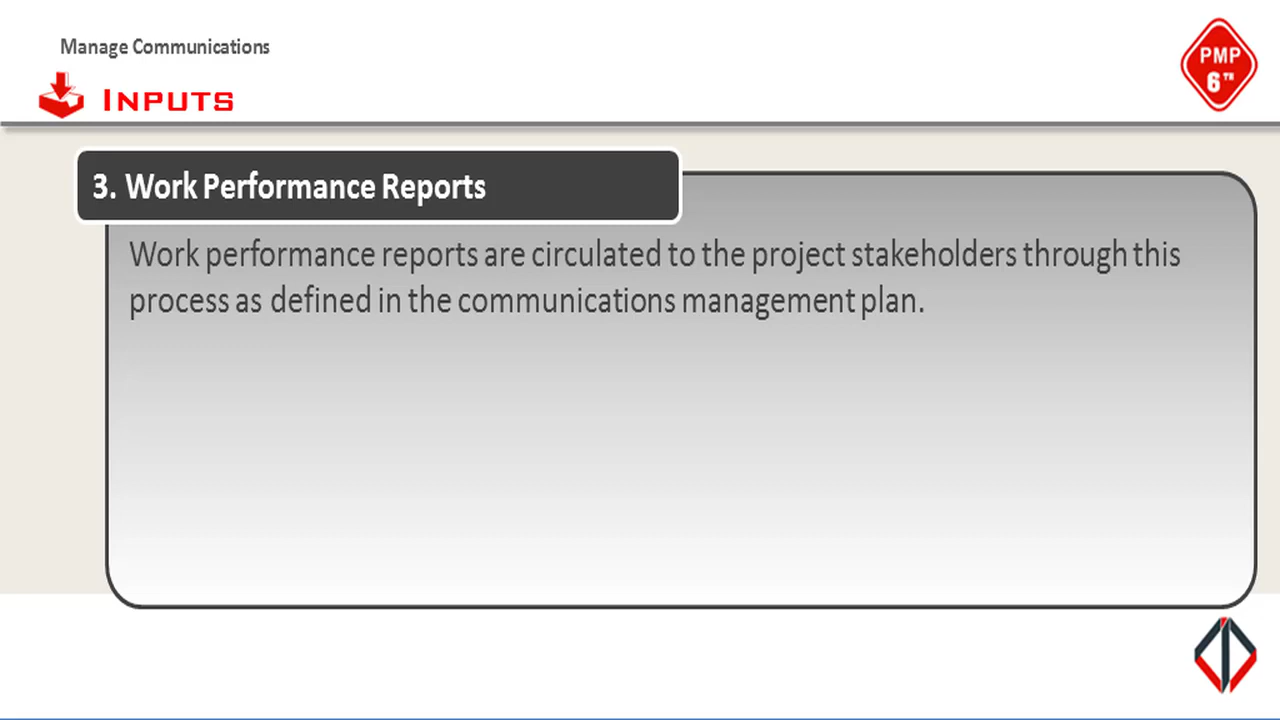 Manage Communications
INPUTS
PMP
6TH
3. Work Performance Reports
Work performance reports are circulated to the project stakeholders through this
process as defined in the communications management plan.